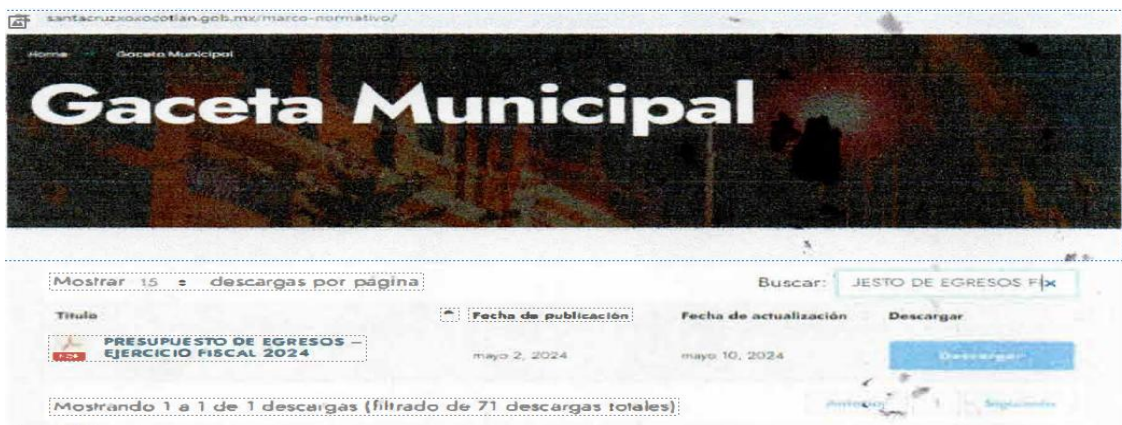 santacruzxoxocotlan.gob.mx/marco-normativo/
Home Gaceta Municipal
Gaceta Municipal
Mostrar 15 descargas por página
Buscar: JESTO DE EGRESOS FI x
Título Fecha de publicación Fecha de actualización Descargar
PDF PRESUPUESTO DE EGRESOS –
EJERCICIO FISCAL 2024 mayo 2, 2024 mayo 10, 2024 Descargar
Mostrando 1 a 1 de 1 descargas (filtrado de 71 descargas totales)
Anterior 1 Siguiente